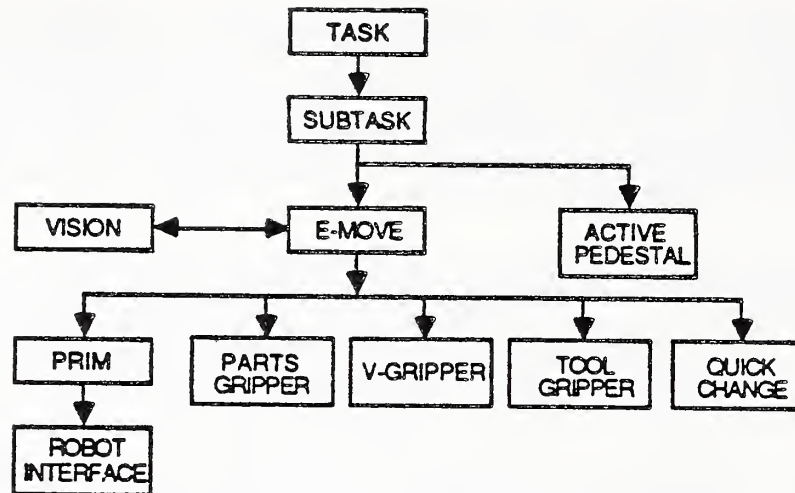 TASK
SUBTASK
VISION
E-MOVE
ACTIVE
PEDESTAL
PRIM
PARTS
GRIPPER
V-GRIPPER
TOOL
GRIPPER
QUICK
CHANGE
ROBOT
INTERFACE